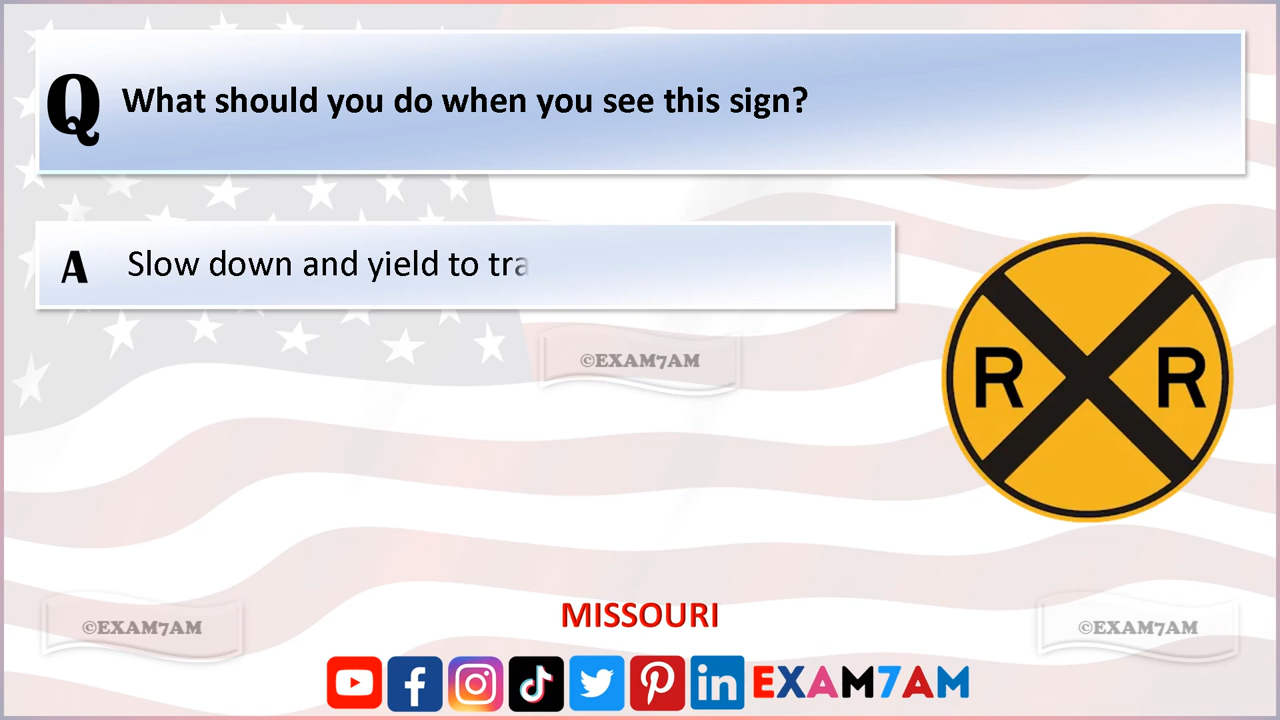 Q What should you do when you see this sign?
A Slow down and yield to
R R
©EXAM7AM
MISSOURI
©EXAM7AM
©EXAM7AM
EXAM7AM